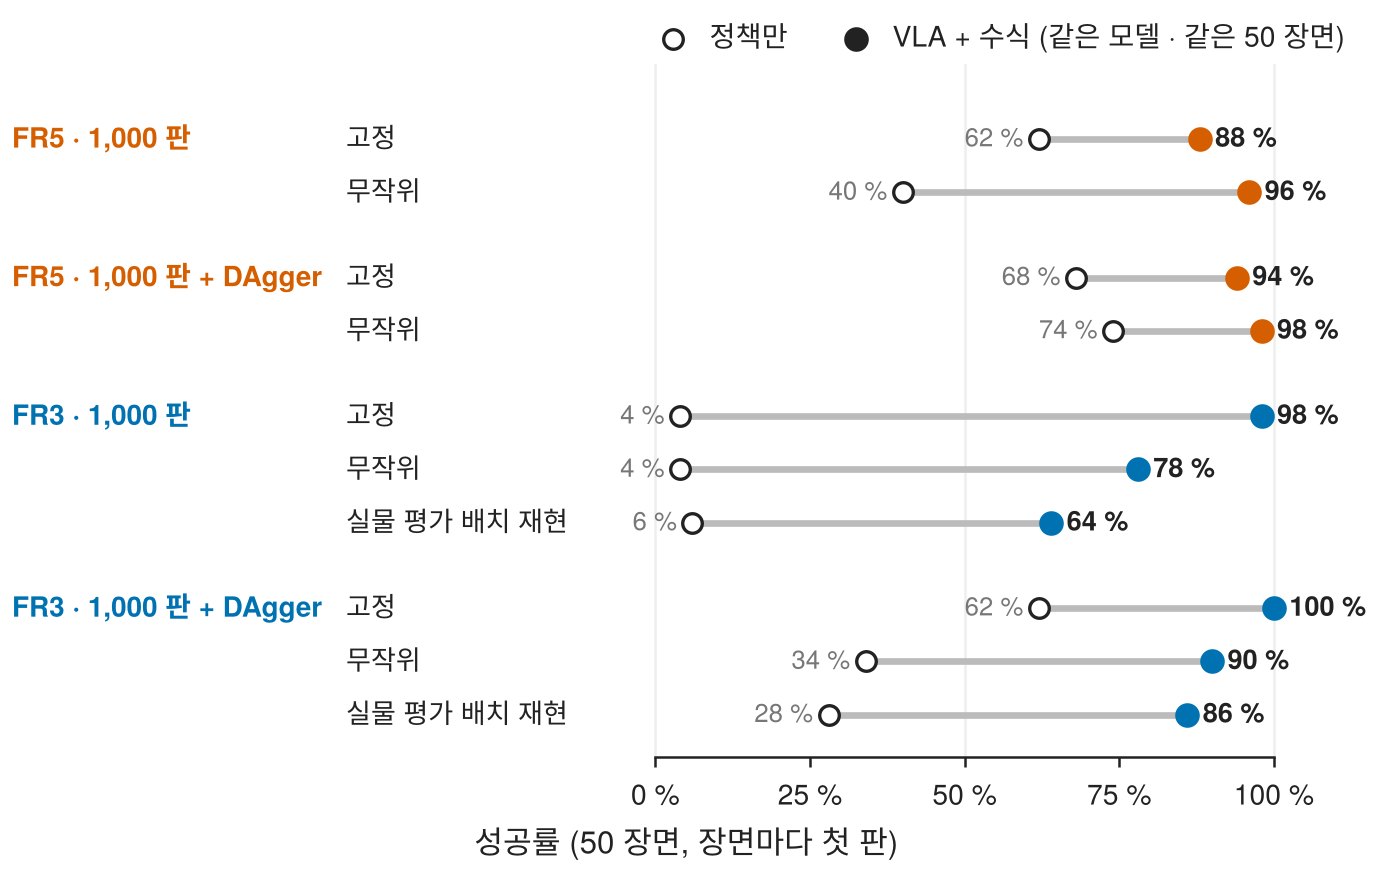 정책만 VLA + 수식 (같은 모델 · 같은 50 장면)
FR5 · 1,000 판 고정 62 % 88 %
무작위 40 % 96 %
FR5 · 1,000 판 + DAgger 고정 68 % 94 %
무작위 74 % 98 %
FR3 · 1,000 판 고정 4 % 98 %
무작위 4 % 78 %
실물 평가 배치 재현 6 % 64 %
FR3 · 1,000 판 + DAgger 고정 62 % 100 %
무작위 34 % 90 %
실물 평가 배치 재현 28 % 86 %
0 % 25 % 50 % 75 % 100 %
성공률 (50 장면, 장면마다 첫 판)